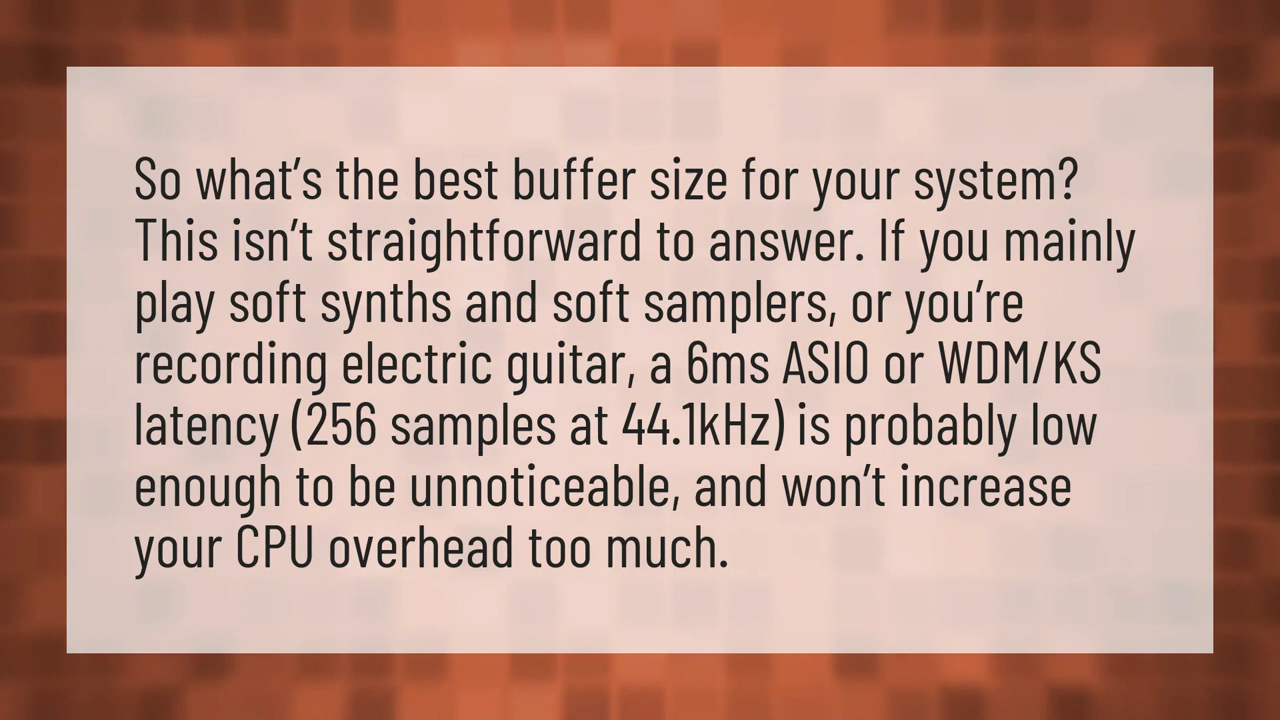 So what’s the best buffer size for your system?
This isn’t straightforward to answer. If you mainly
play soft synths and soft samplers, or you’re
recording electric guitar, a 6ms ASIO or WDM/KS
latency (256 samples at 44.1kHz) is probably low
enough to be unnoticeable, and won’t increase
your CPU overhead too much.